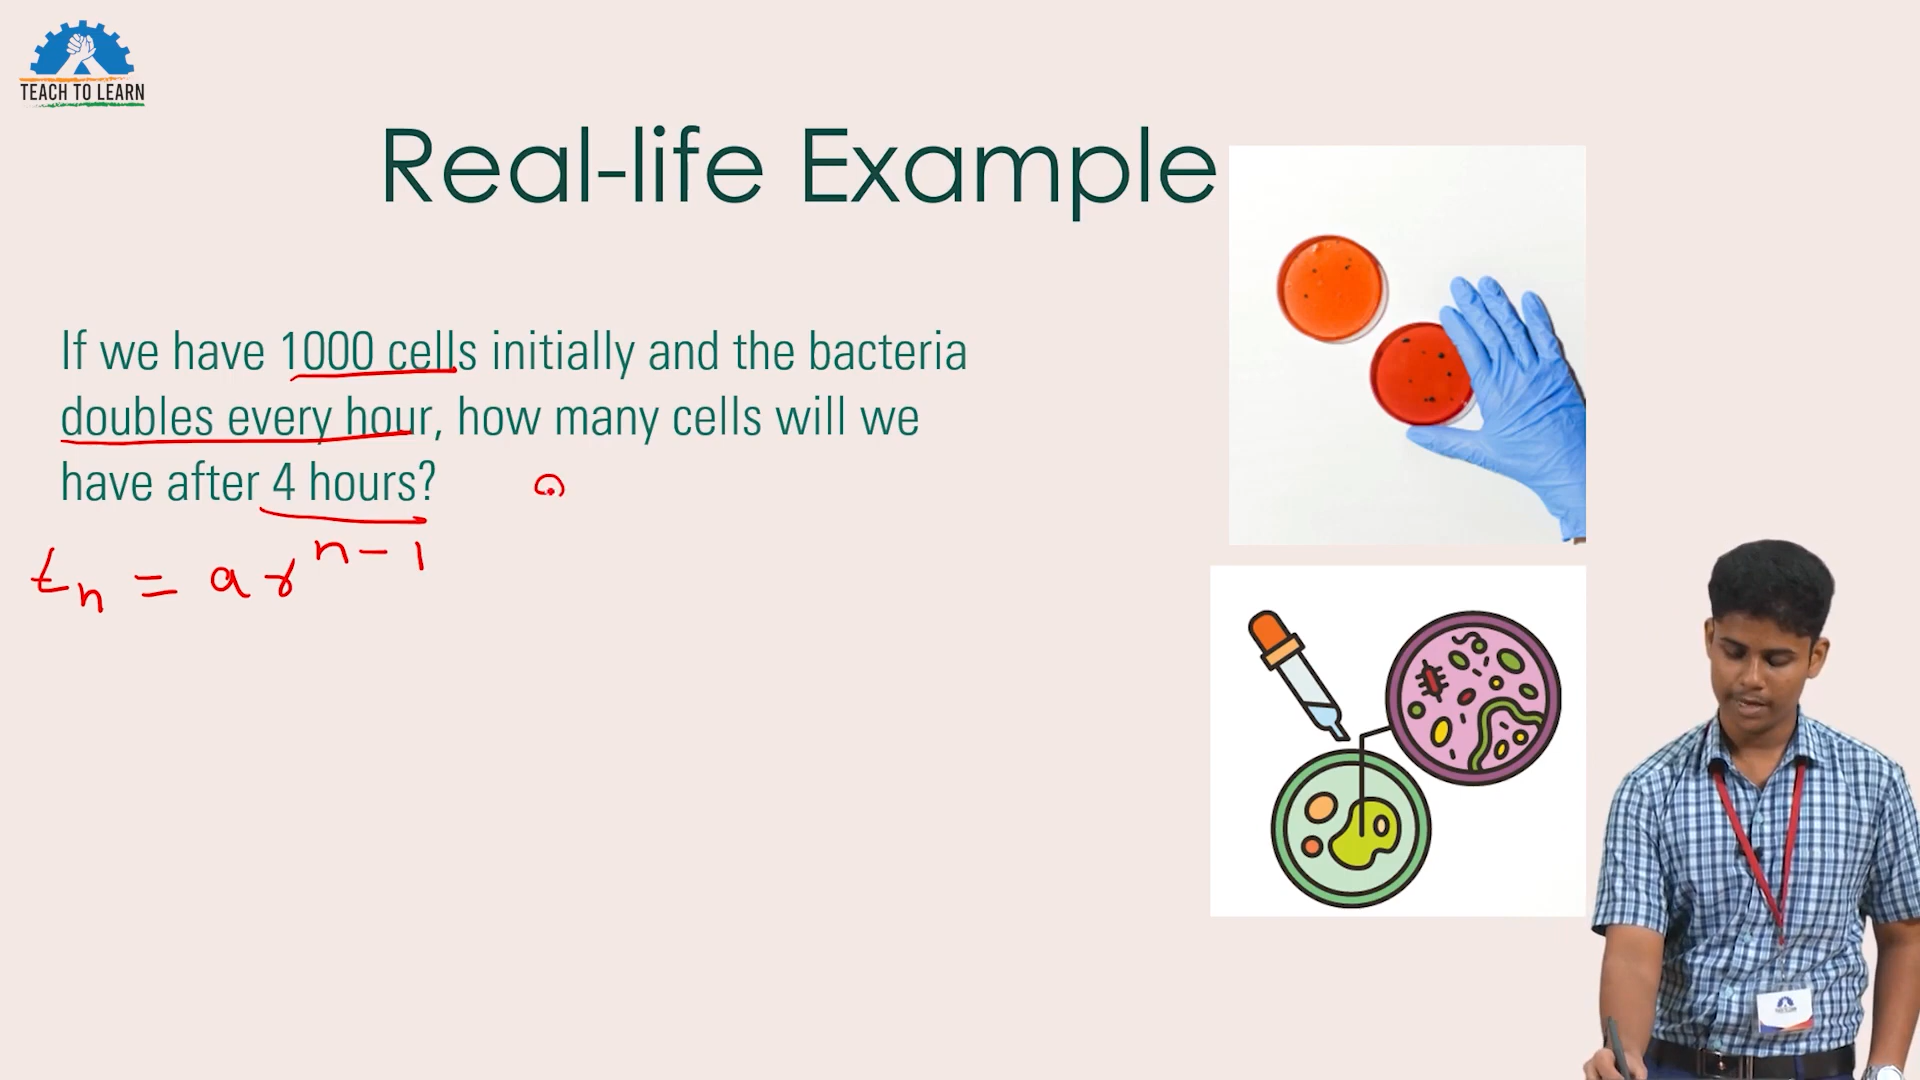 TEACH TO LEARN
Real-life Example
If we have 1000 cells initially and the bacteria
doubles every hour, how many cells will we
have after 4 hours?
tₙ = a r^{n-1}